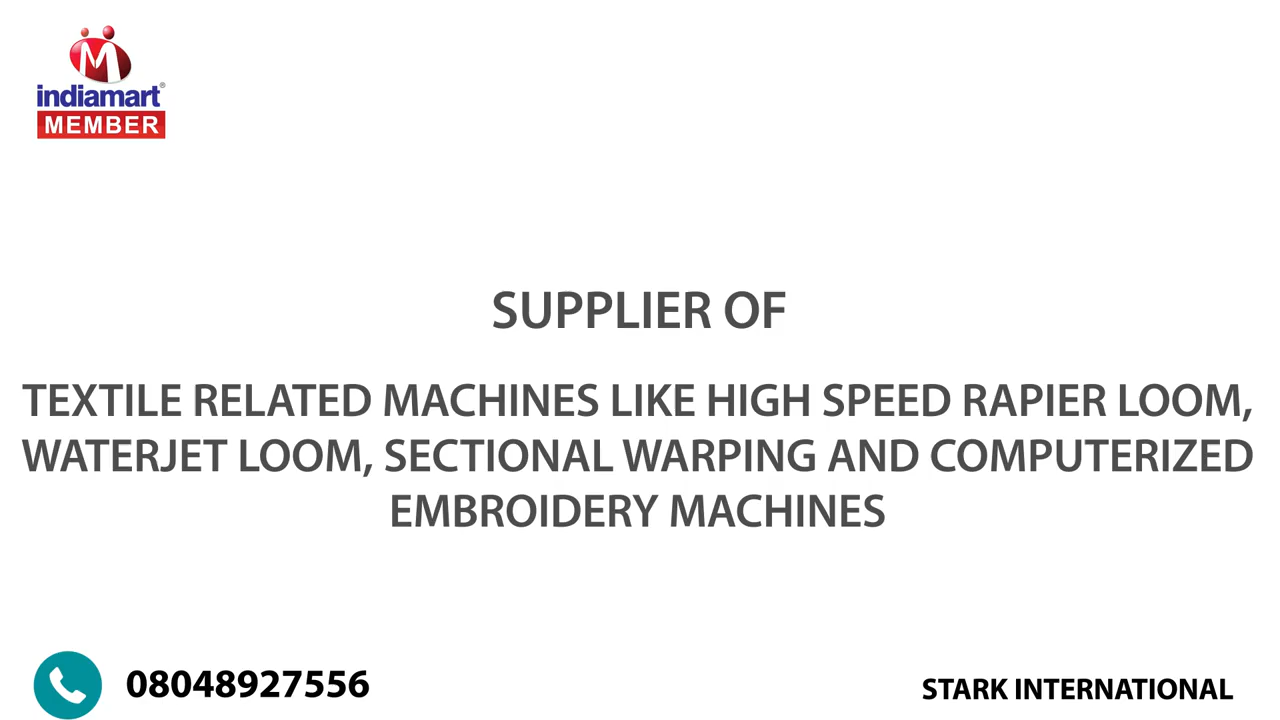 M
indiamart®
MEMBER
SUPPLIER OF
TEXTILE RELATED MACHINES LIKE HIGH SPEED RAPIER LOOM,
WATERJET LOOM, SECTIONAL WARPING AND COMPUTERIZED
EMBROIDERY MACHINES
08048927556
STARK INTERNATIONAL